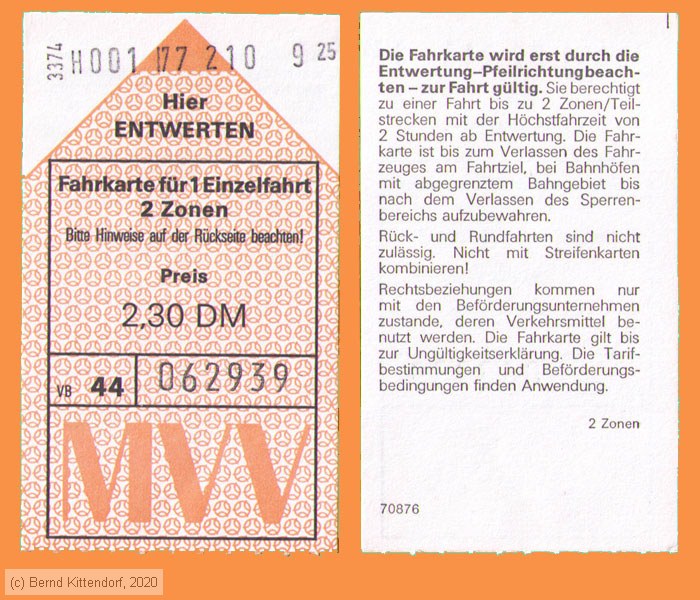 3374
H001 177 210 9 25
Hier
ENTWERTEN
Fahrkarte für 1 Einzelfahrt
2 Zonen
Bitte Hinweise auf der Rückseite beachten!
Preis
2,30 DM
VB 44 062939
MVV
Die Fahrkarte wird erst durch die
Entwertung–Pfeilrichtung beach-
ten – zur Fahrt gültig. Sie berechtigt
zu einer Fahrt bis zu 2 Zonen/Teil-
strecken mit der Höchstfahrzeit von
2 Stunden ab Entwertung. Die Fahr-
karte ist bis zum Verlassen des Fahr-
zeuges am Fahrtziel, bei Bahnhöfen
mit abgegrenztem Bahngebiet bis
nach dem Verlassen des Sperren-
bereichs aufzubewahren.
Rück- und Rundfahrten sind nicht
zulässig. Nicht mit Streifenkarten
kombinieren!
Rechtsbeziehungen kommen nur
mit den Beförderungsunternehmen
zustande, deren Verkehrsmittel be-
nutzt werden. Die Fahrkarte gilt bis
zur Ungültigkeitserklärung. Die Tarif-
bestimmungen und Beförderungs-
bedingungen finden Anwendung.
2 Zonen
70876
(c) Bernd Kittendorf, 2020